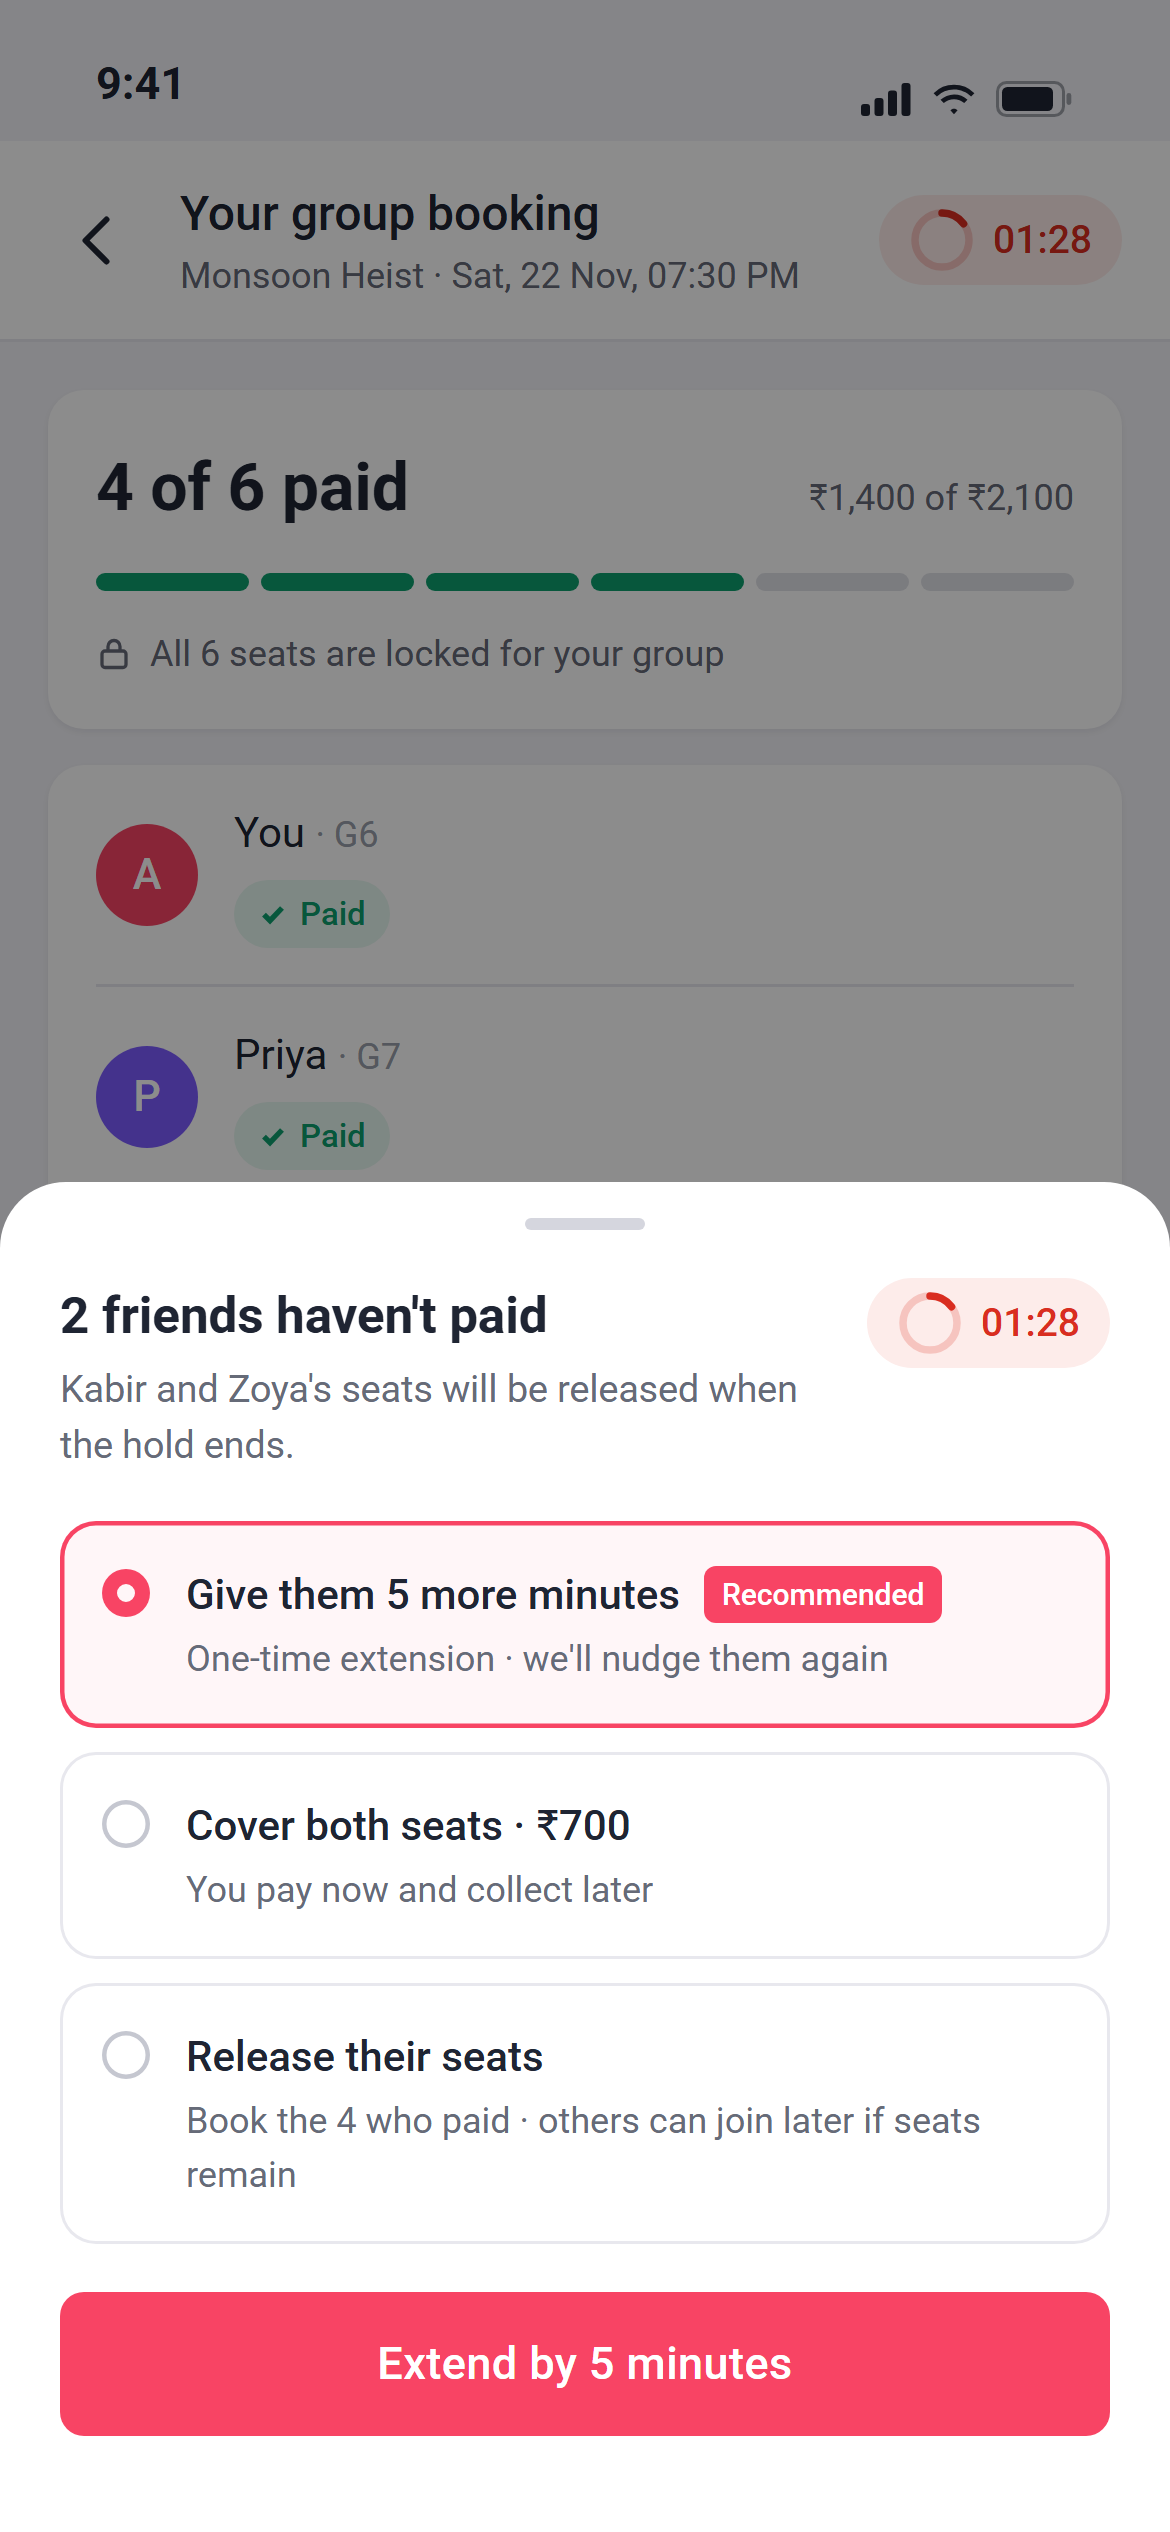 9:41
Your group booking
Monsoon Heist · Sat, 22 Nov, 07:30 PM
01:28
4 of 6 paid
₹1,400 of ₹2,100
All 6 seats are locked for your group
A
You · G6
Paid
P
Priya · G7
Paid
2 friends haven't paid
01:28
Kabir and Zoya's seats will be released when
the hold ends.
Give them 5 more minutes
Recommended
One-time extension · we'll nudge them again
Cover both seats · ₹700
You pay now and collect later
Release their seats
Book the 4 who paid · others can join later if seats
remain
Extend by 5 minutes